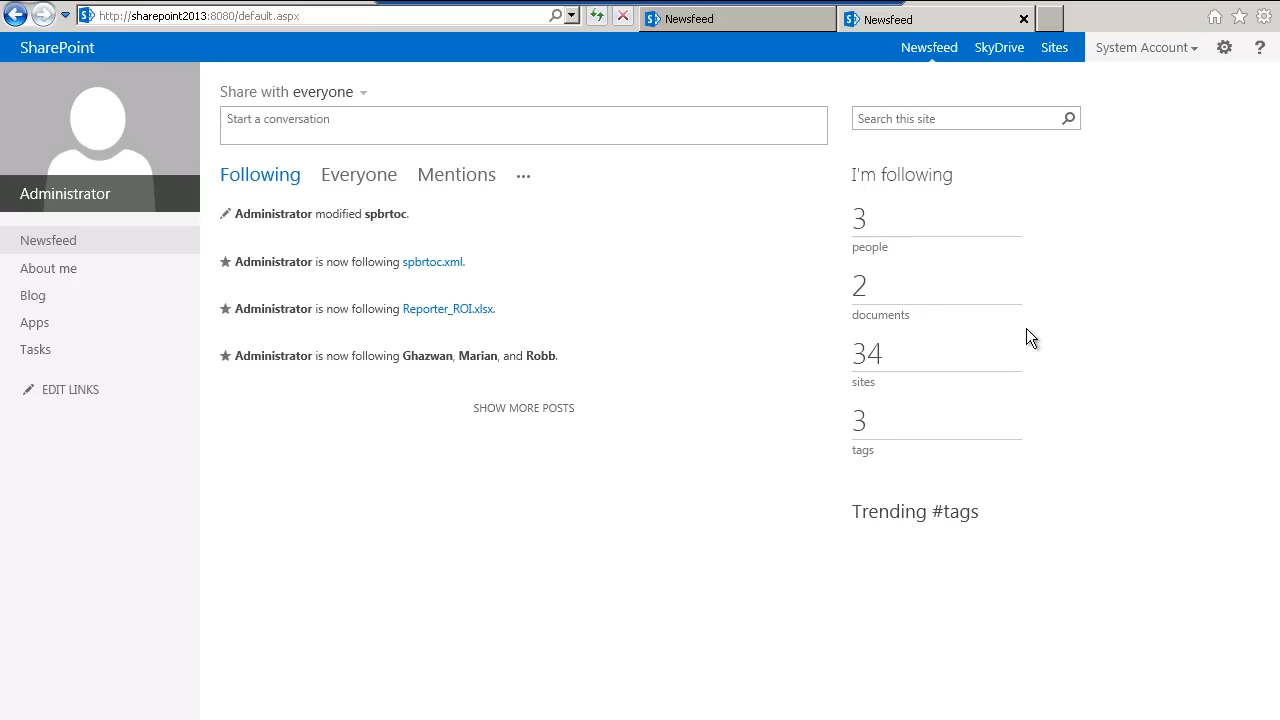 http://sharepoint2013:8080/default.aspx
Newsfeed
Newsfeed
SharePoint
Newsfeed
SkyDrive
Sites
System Account
?
Administrator
Newsfeed
About me
Blog
Apps
Tasks
EDIT LINKS
Share with everyone
Start a conversation
Following
Everyone
Mentions
...
Administrator modified spbrtoc.
Administrator is now following spbrtoc.xml.
Administrator is now following Reporter_ROI.xlsx.
Administrator is now following Ghazwan, Marian, and Robb.
SHOW MORE POSTS
Search this site
I'm following
3
people
2
documents
34
sites
3
tags
Trending #tags